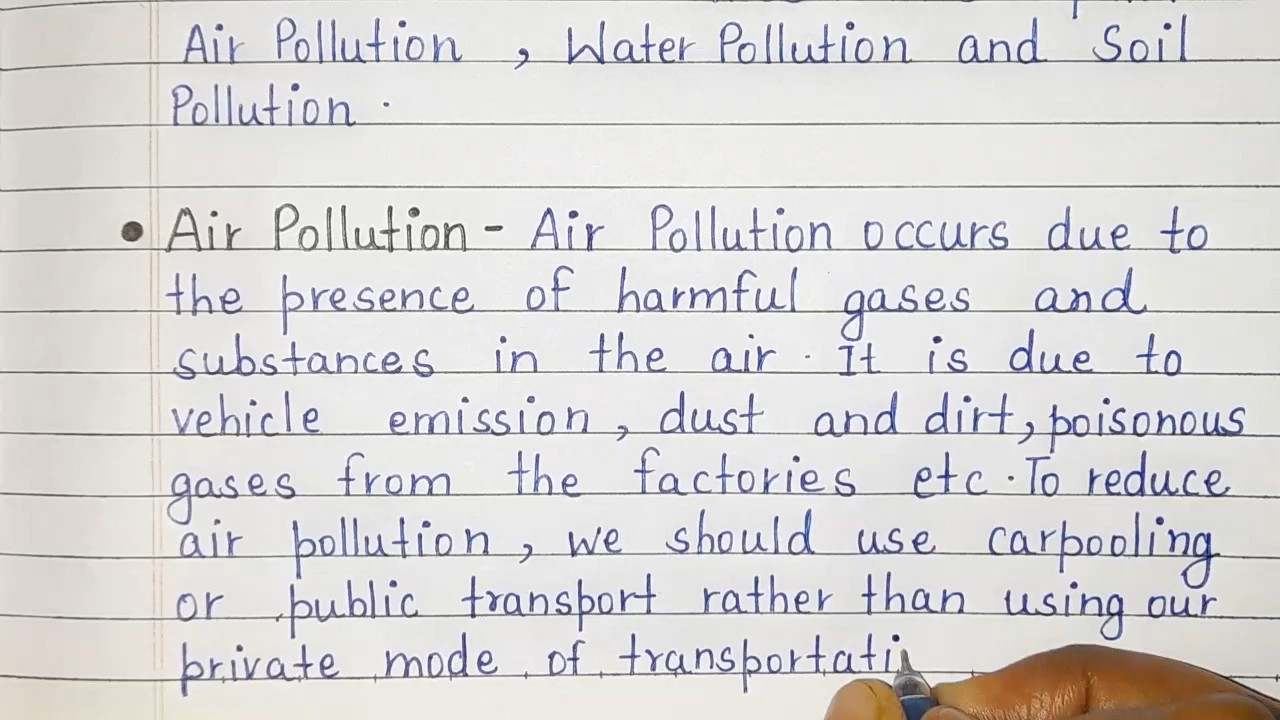 Air Pollution , Water Pollution and Soil
Pollution .
• Air Pollution - Air Pollution occurs due to
the presence of harmful gases and
substances in the air . It is due to
vehicle emission , dust and dirt, poisonous
gases from the factories etc . To reduce
air pollution , we should use carpooling
or public transport rather than using our
private mode of transportati